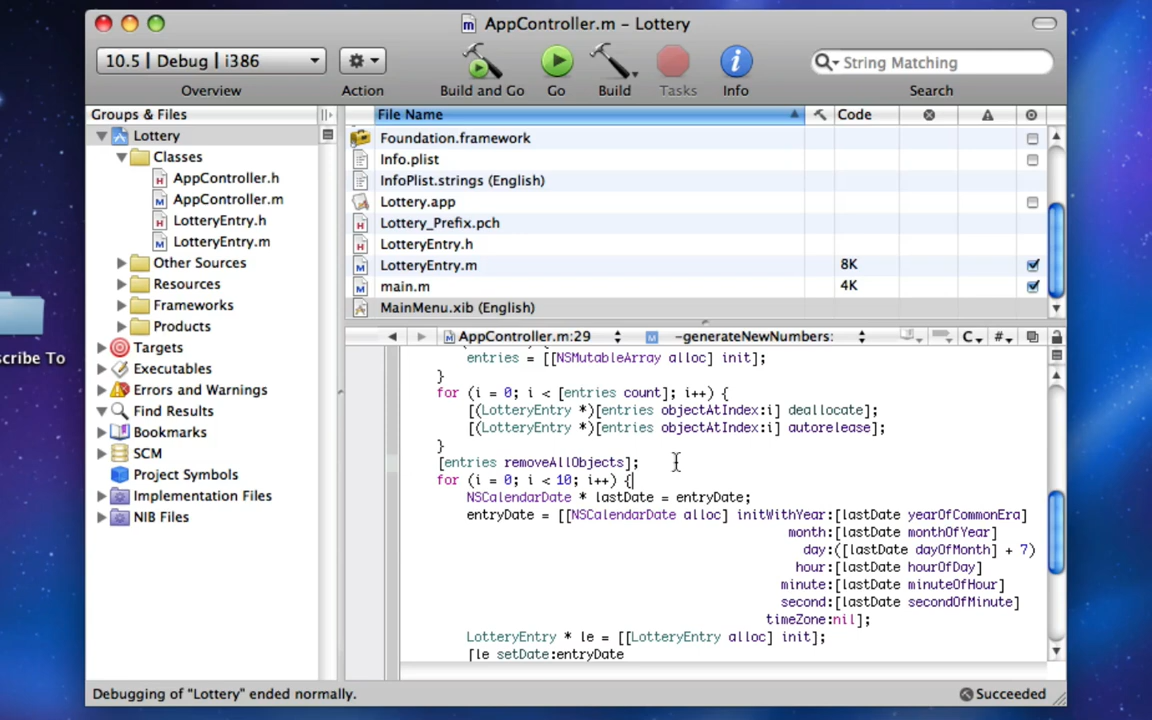 AppController.m – Lottery
10.5 | Debug | i386
String Matching
Overview
Action
Build and Go
Go
Build
Tasks
Info
Search
Groups & Files
Lottery
Classes
AppController.h
AppController.m
LotteryEntry.h
LotteryEntry.m
Other Sources
Resources
Frameworks
Products
Targets
Executables
Errors and Warnings
Find Results
Bookmarks
SCM
Project Symbols
Implementation Files
NIB Files
File Name
Code
Foundation.framework
Info.plist
InfoPlist.strings (English)
Lottery.app
Lottery_Prefix.pch
LotteryEntry.h
LotteryEntry.m 8K
main.m 4K
MainMenu.xib (English)
AppController.m:29 -generateNewNumbers: C #
entries = [[NSMutableArray alloc] init];
}
for (i = 0; i < [entries count]; i++) {
[(LotteryEntry *)[entries objectAtIndex:i] deallocate];
[(LotteryEntry *)[entries objectAtIndex:i] autorelease];
}
[entries removeAllObjects];
for (i = 0; i < 10; i++) {
NSCalendarDate * lastDate = entryDate;
entryDate = [[NSCalendarDate alloc] initWithYear:[lastDate yearOfCommonEra]
month:[lastDate monthOfYear]
day:([lastDate dayOfMonth] + 7)
hour:[lastDate hourOfDay]
minute:[lastDate minuteOfHour]
second:[lastDate secondOfMinute]
timeZone:nil];
LotteryEntry * le = [[LotteryEntry alloc] init];
[le setDate:entryDate
Debugging of "Lottery" ended normally.
Succeeded
scribe To